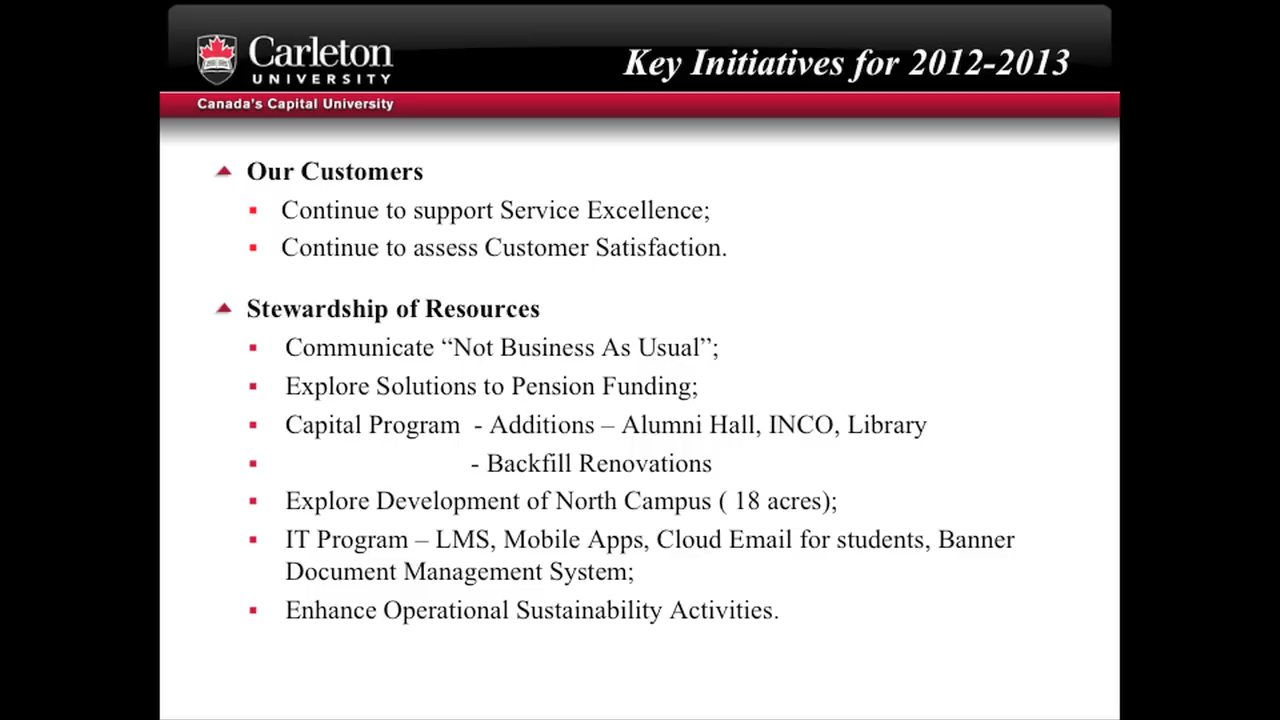 Carleton
UNIVERSITY
Canada's Capital University
Key Initiatives for 2012-2013
Our Customers
Continue to support Service Excellence;
Continue to assess Customer Satisfaction.
Stewardship of Resources
Communicate “Not Business As Usual”;
Explore Solutions to Pension Funding;
Capital Program - Additions – Alumni Hall, INCO, Library
- Backfill Renovations
Explore Development of North Campus ( 18 acres);
IT Program – LMS, Mobile Apps, Cloud Email for students, Banner
Document Management System;
Enhance Operational Sustainability Activities.